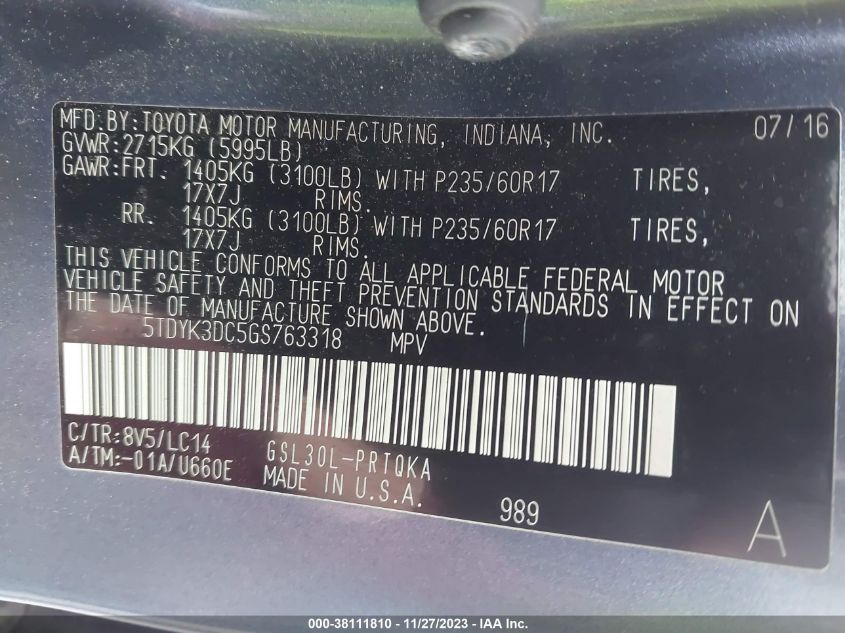 MFD.BY:TOYOTA MOTOR MANUFACTURING, INDIANA, INC. 07/16
GVWR:2715KG (5995LB)
GAWR:FRT. 1405KG (3100LB) WITH P235/60R17 TIRES,
17X7J RIMS.
RR. 1405KG (3100LB) WITH P235/60R17 TIRES,
17X7J RIMS.
THIS VEHICLE CONFORMS TO ALL APPLICABLE FEDERAL MOTOR
VEHICLE SAFETY AND THEFT PREVENTION STANDARDS IN EFFECT ON
THE DATE OF MANUFACTURE SHOWN ABOVE.
5TDYK3DC5GS763318 MPV
C/TR:8V5/LC14 GSL30L-PRTQKA
A/TM:-01A/U660E MADE IN U.S.A.
989
A
000-38111810 - 11/27/2023 - IAA Inc.